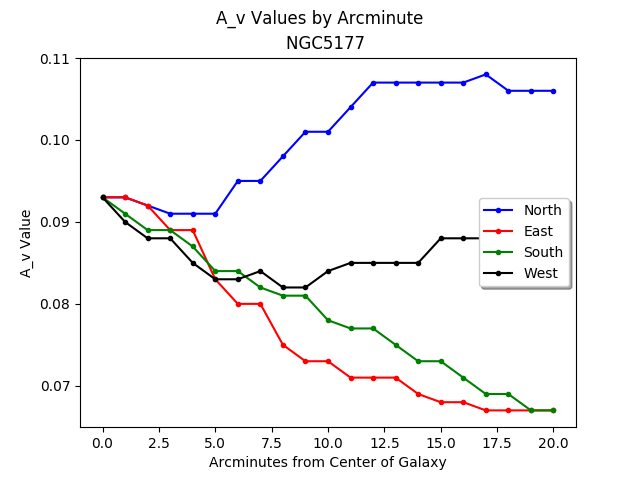 A_v Values by Arcminute
NGC5177
0.11
0.10
0.09
0.08
0.07
A_v Value
North
East
South
West
0.0 2.5 5.0 7.5 10.0 12.5 15.0 17.5 20.0
Arcminutes from Center of Galaxy